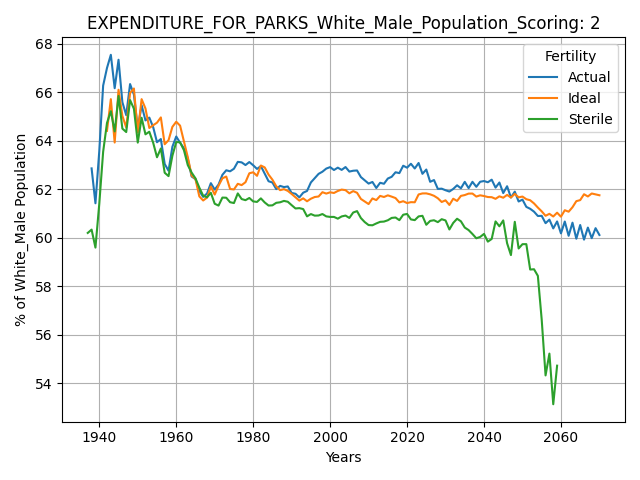 EXPENDITURE_FOR_PARKS_White_Male_Population_Scoring: 2
Fertility
Actual
Ideal
Sterile
% of White_Male Population
68
66
64
62
60
58
56
54
1940
1960
1980
2000
2020
2040
2060
Years